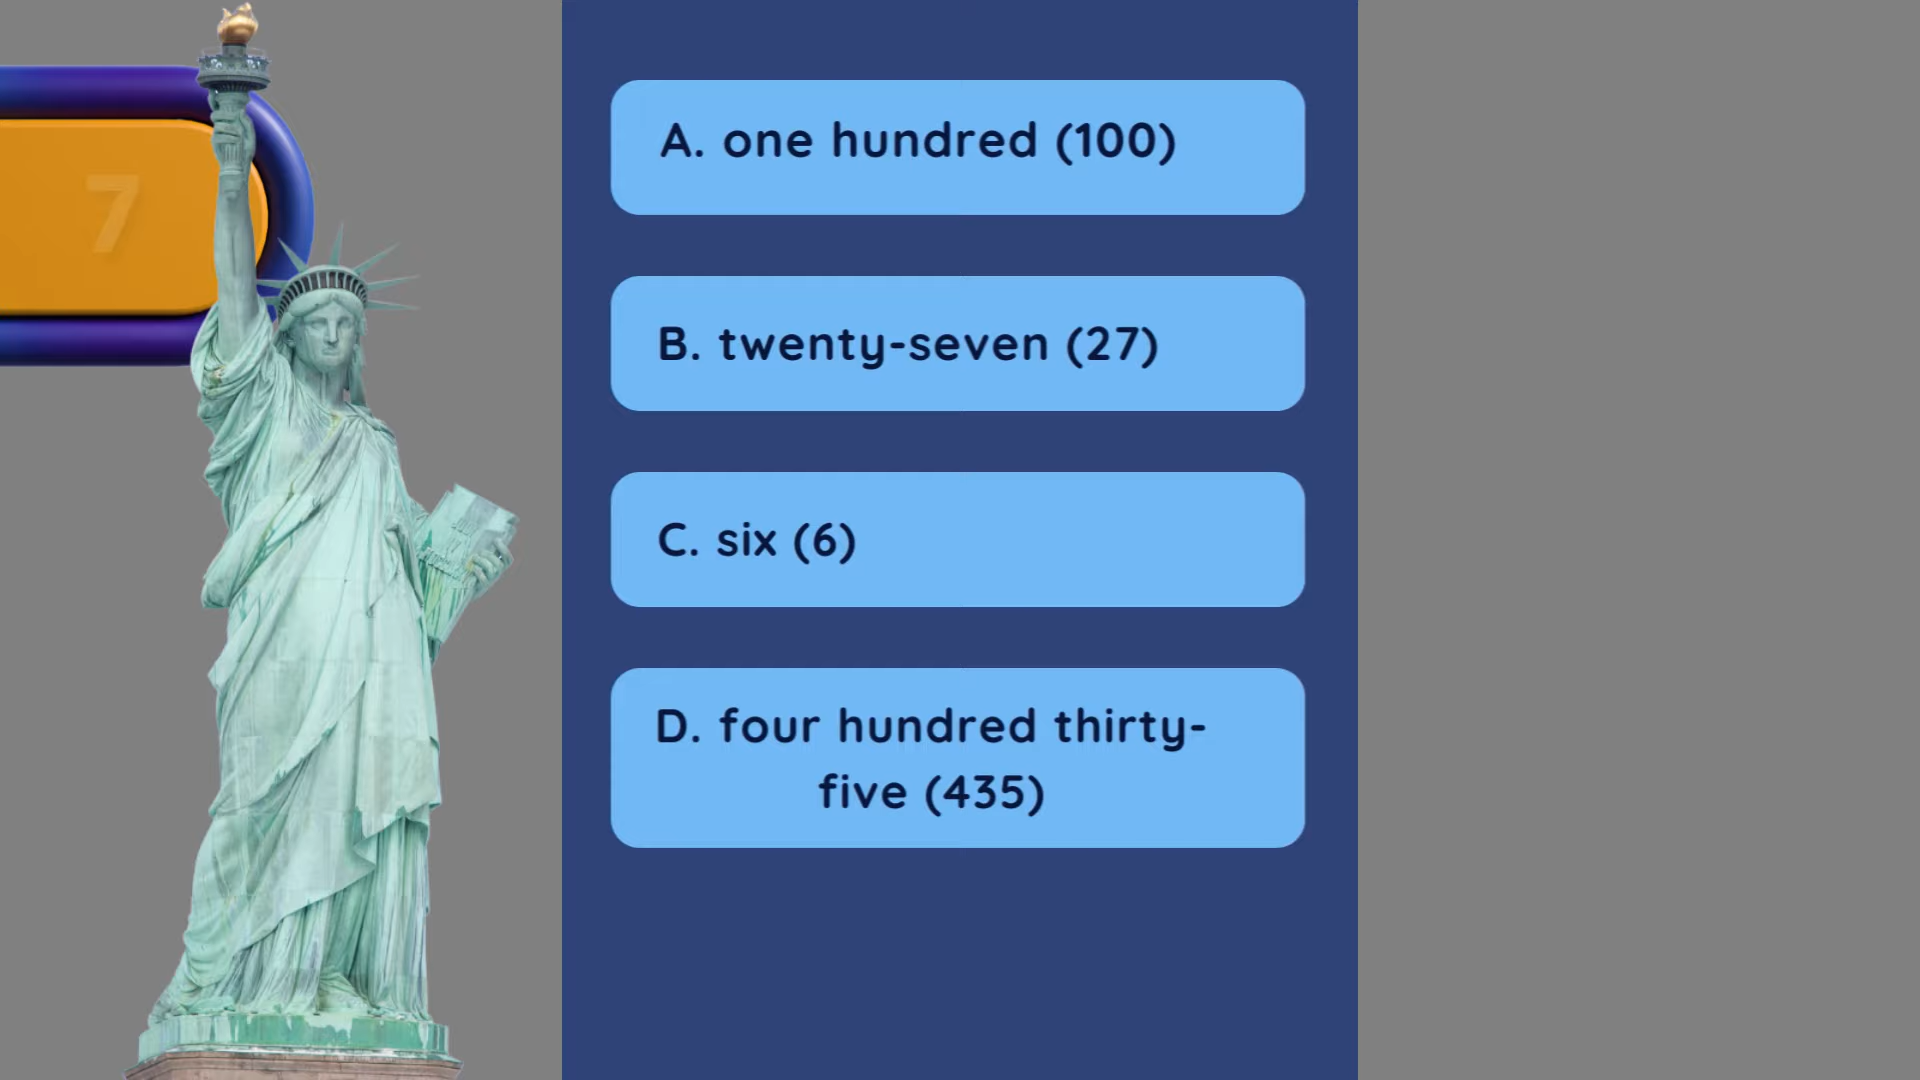 7
A. one hundred (100)
B. twenty-seven (27)
C. six (6)
D. four hundred thirty-
five (435)